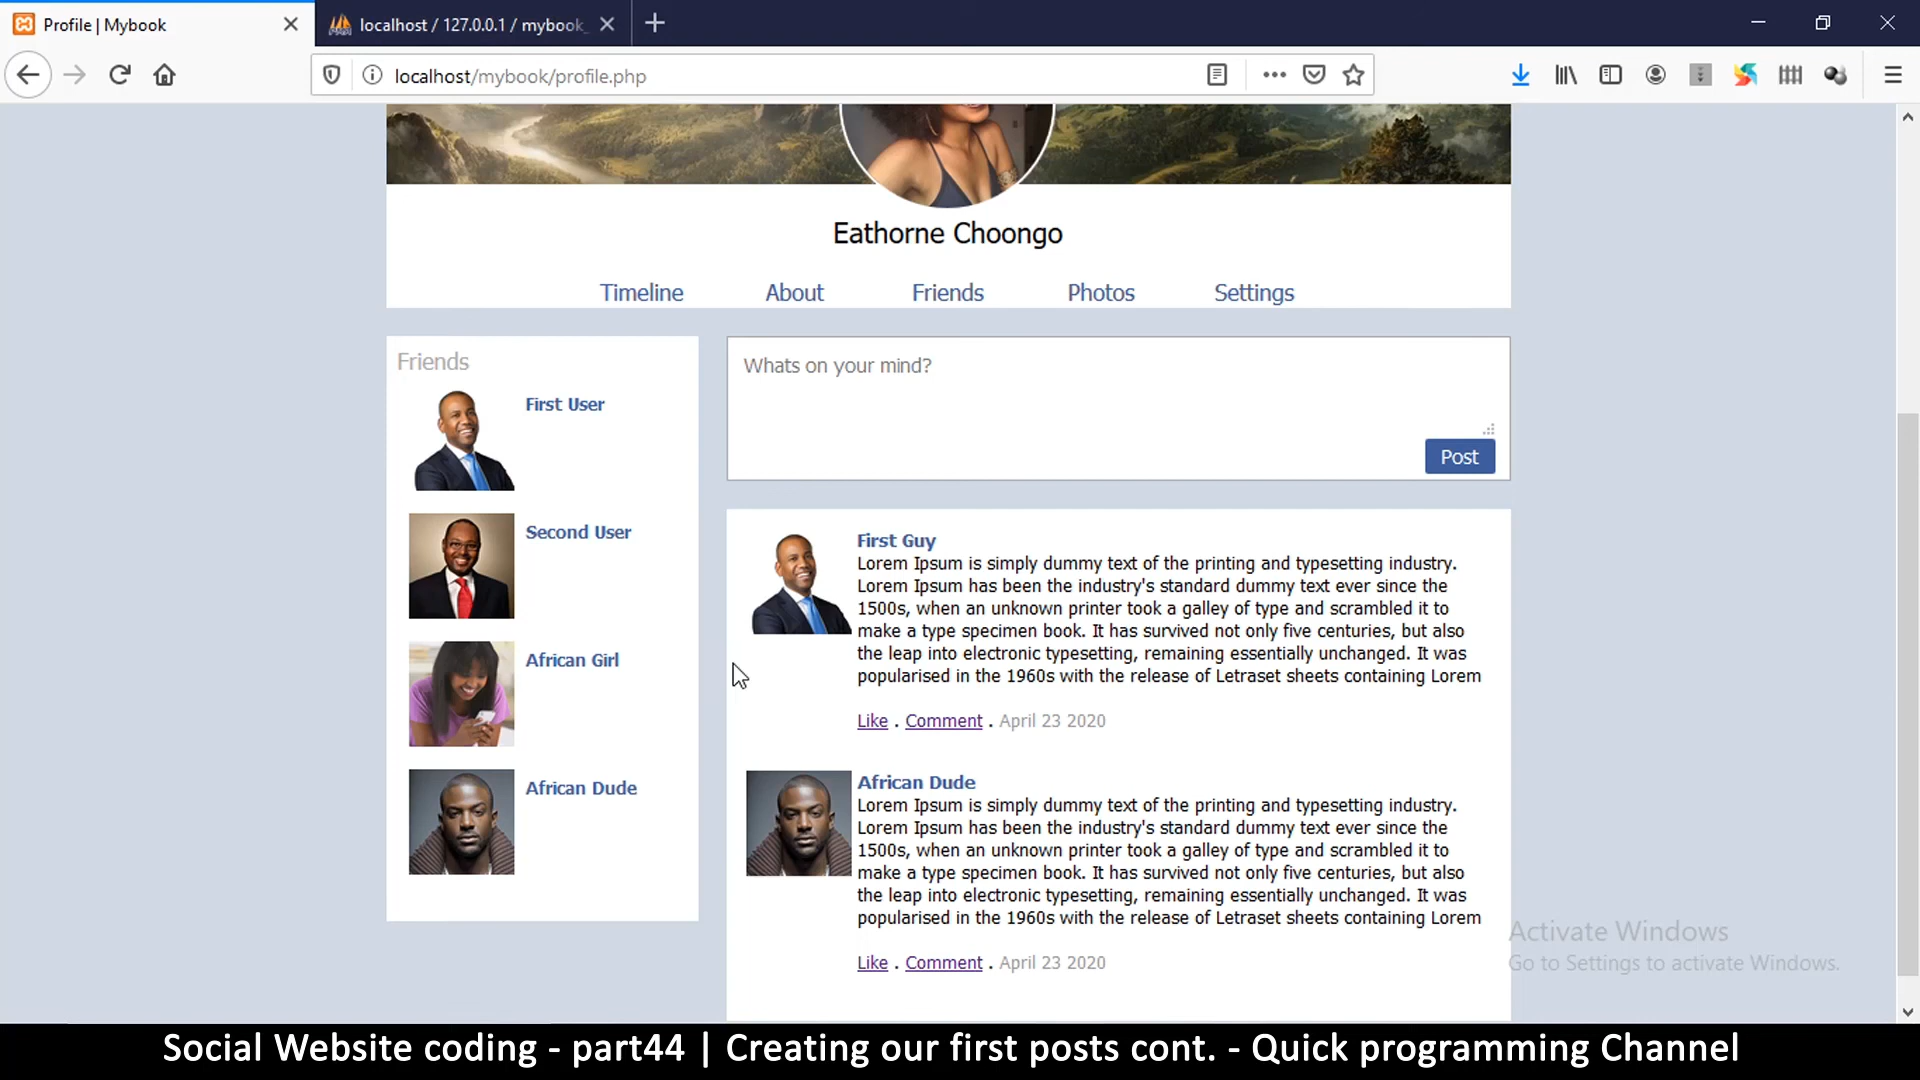 Profile | Mybook
localhost / 127.0.0.1 / mybook_
localhost/mybook/profile.php
Eathorne Choongo
Timeline About Friends Photos Settings
Friends
First User
Second User
African Girl
African Dude
Whats on your mind?
Post
First Guy
Lorem Ipsum is simply dummy text of the printing and typesetting industry.
Lorem Ipsum has been the industry's standard dummy text ever since the
1500s, when an unknown printer took a galley of type and scrambled it to
make a type specimen book. It has survived not only five centuries, but also
the leap into electronic typesetting, remaining essentially unchanged. It was
popularised in the 1960s with the release of Letraset sheets containing Lorem
Like . Comment . April 23 2020
African Dude
Lorem Ipsum is simply dummy text of the printing and typesetting industry.
Lorem Ipsum has been the industry's standard dummy text ever since the
1500s, when an unknown printer took a galley of type and scrambled it to
make a type specimen book. It has survived not only five centuries, but also
the leap into electronic typesetting, remaining essentially unchanged. It was
popularised in the 1960s with the release of Letraset sheets containing Lorem
Like . Comment . April 23 2020
Activate Windows
Go to Settings to activate Windows.
Social Website coding - part44 | Creating our first posts cont. - Quick programming Channel